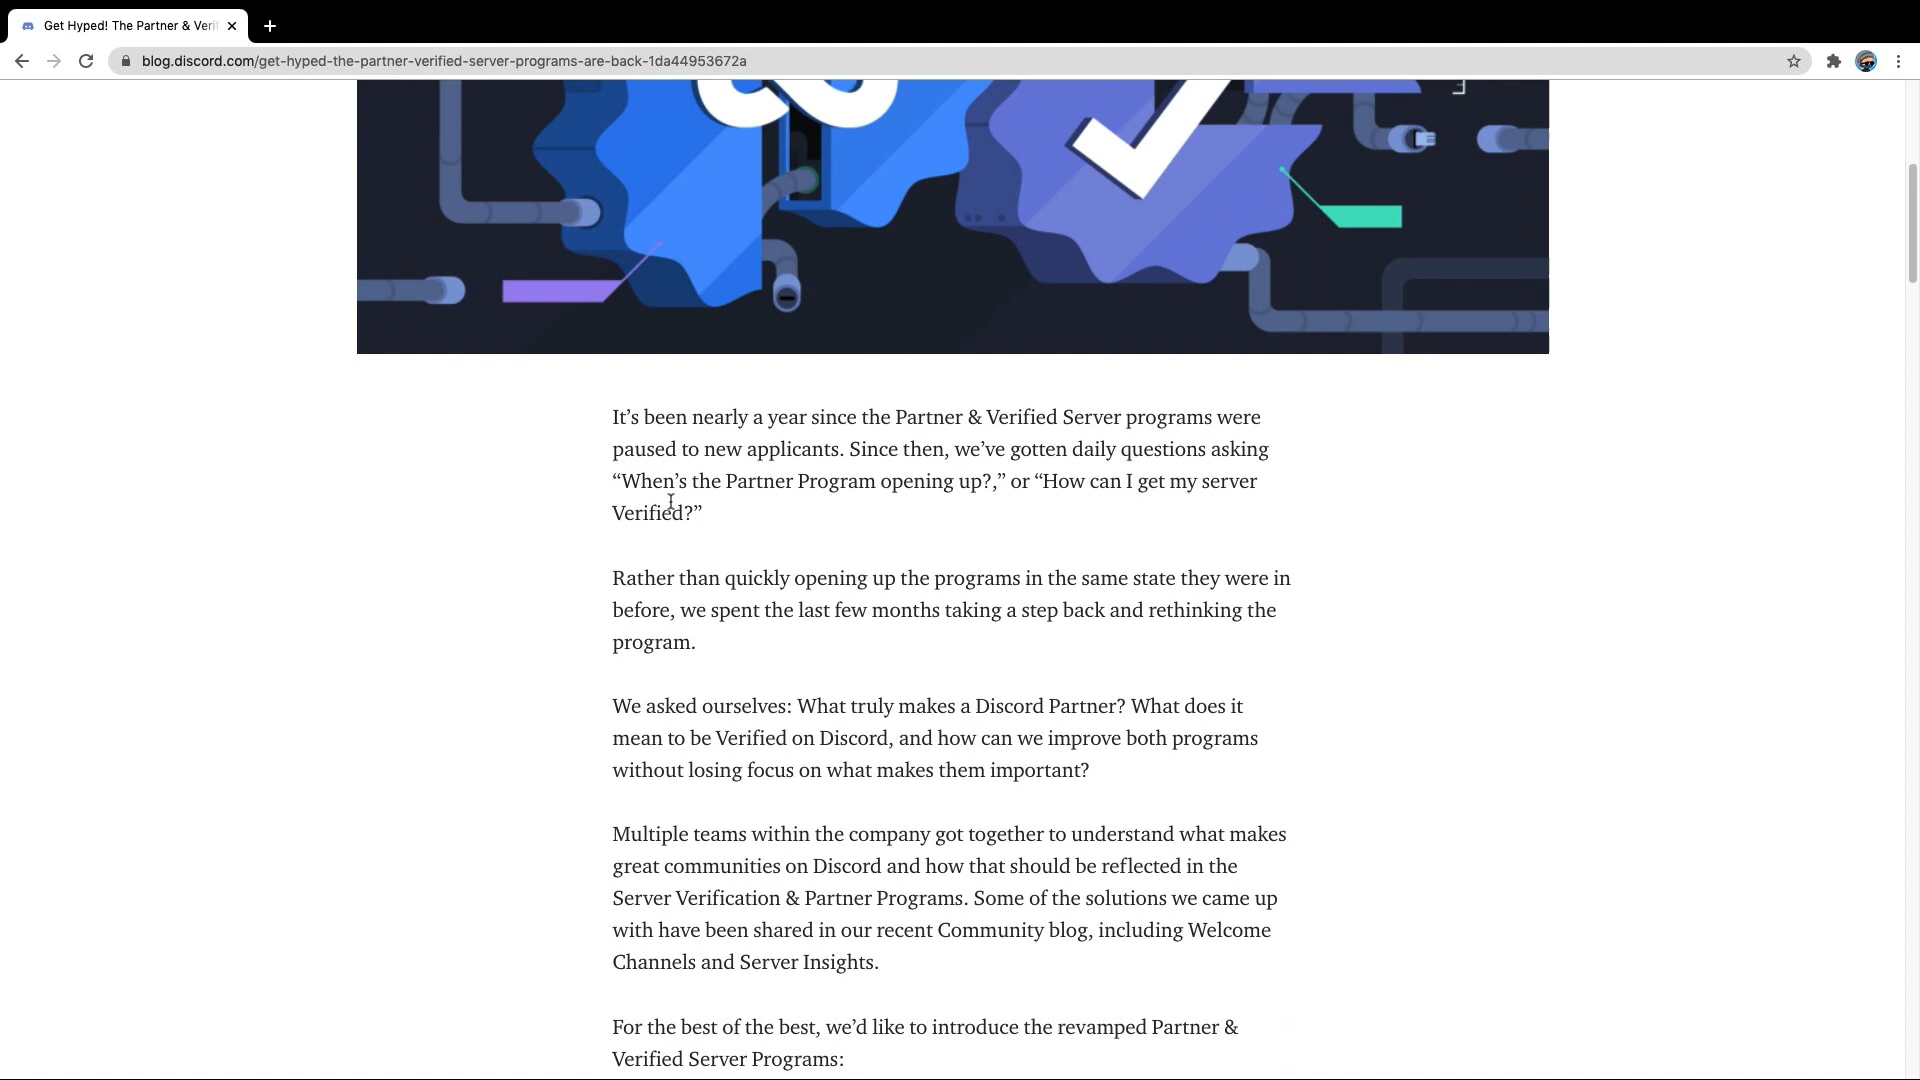 Get Hyped! The Partner & Veri
blog.discord.com/get-hyped-the-partner-verified-server-programs-are-back-1da44953672a
It’s been nearly a year since the Partner & Verified Server programs were
paused to new applicants. Since then, we’ve gotten daily questions asking
“When’s the Partner Program opening up?,” or “How can I get my server
Verified?”
Rather than quickly opening up the programs in the same state they were in
before, we spent the last few months taking a step back and rethinking the
program.
We asked ourselves: What truly makes a Discord Partner? What does it
mean to be Verified on Discord, and how can we improve both programs
without losing focus on what makes them important?
Multiple teams within the company got together to understand what makes
great communities on Discord and how that should be reflected in the
Server Verification & Partner Programs. Some of the solutions we came up
with have been shared in our recent Community blog, including Welcome
Channels and Server Insights.
For the best of the best, we’d like to introduce the revamped Partner &
Verified Server Programs: